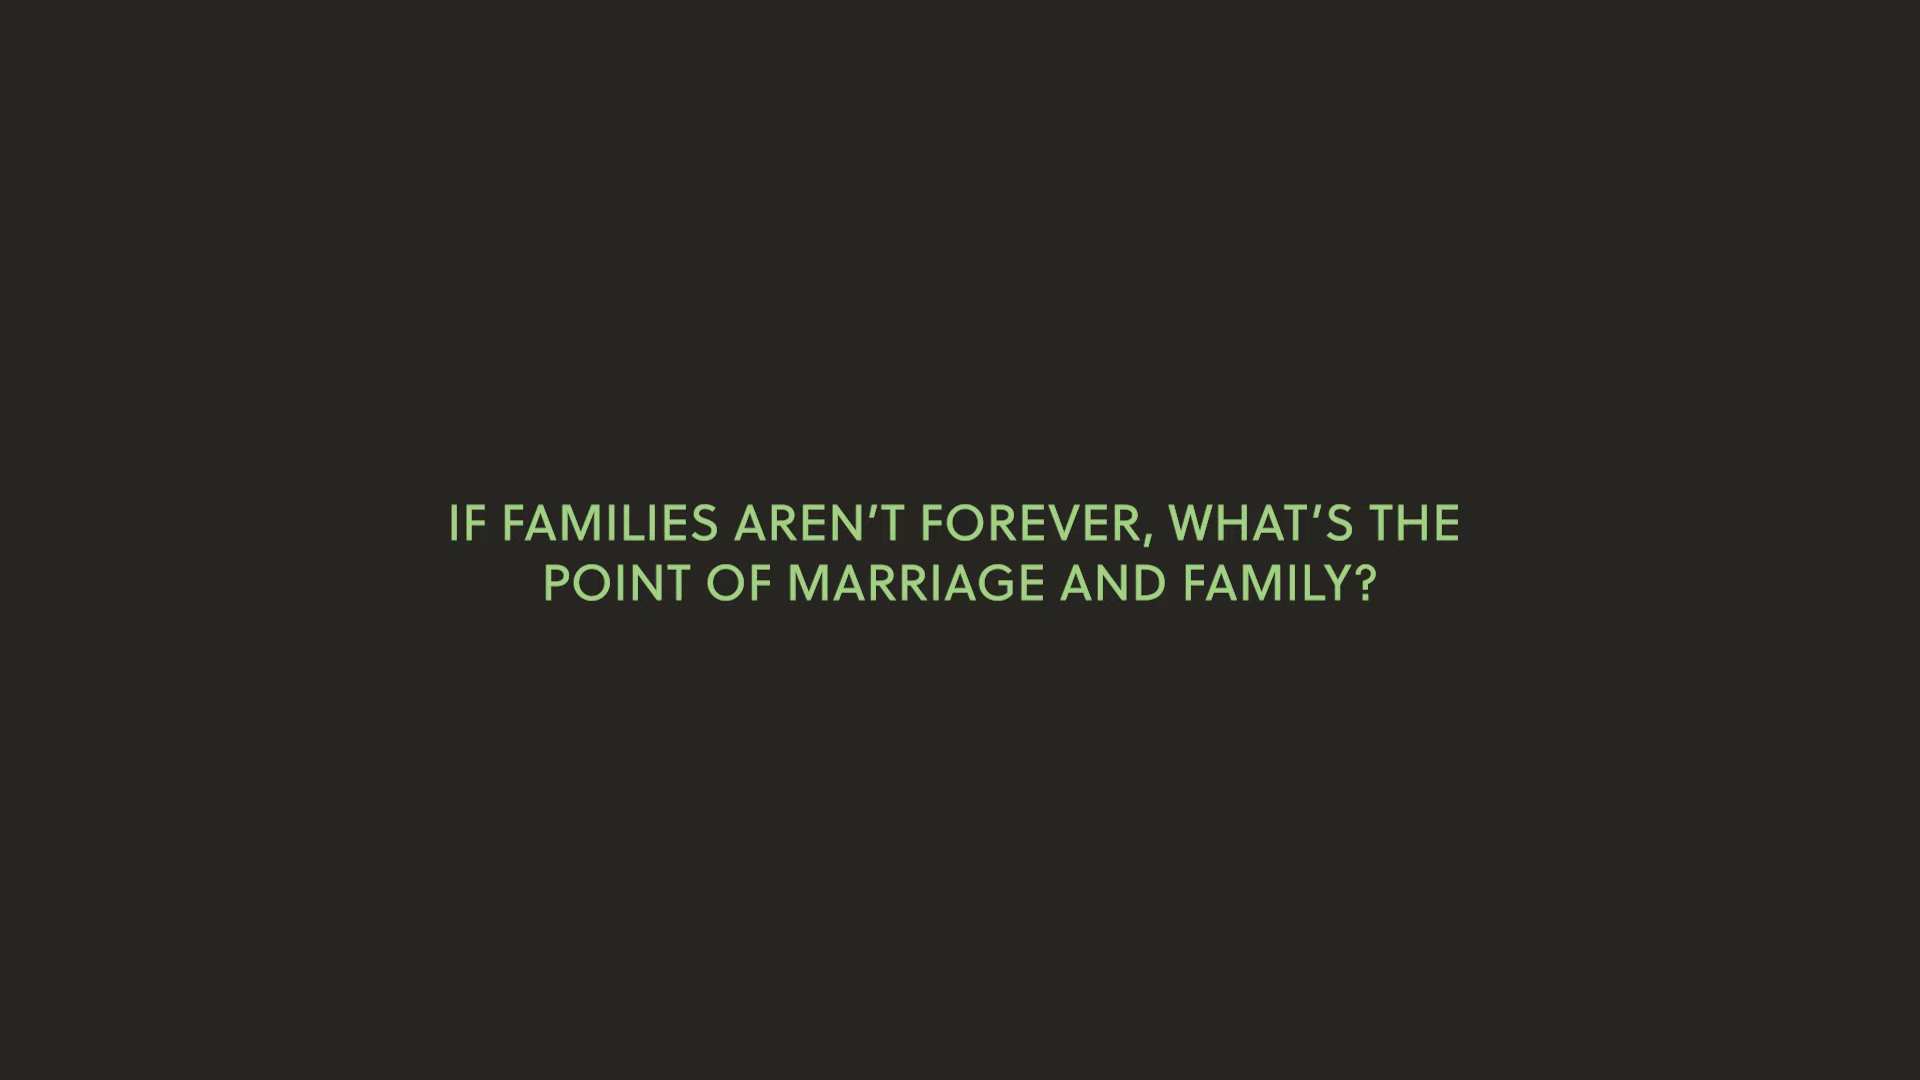 IF FAMILIES AREN’T FOREVER, WHAT’S THE
POINT OF MARRIAGE AND FAMILY?